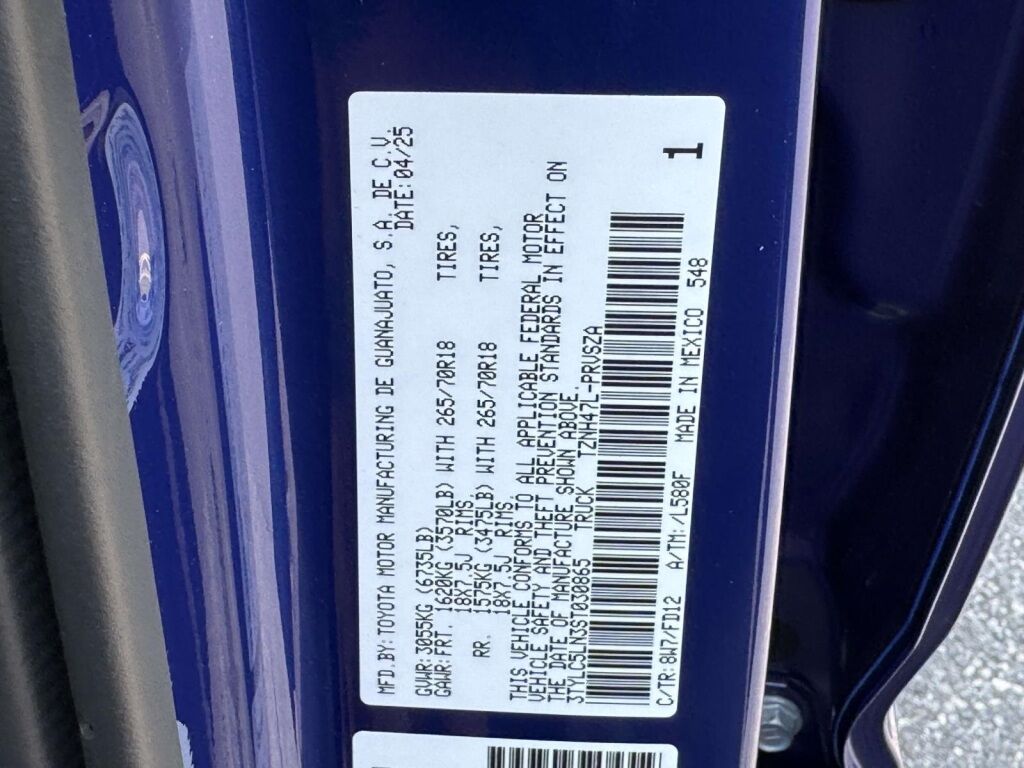 MFD.BY:TOYOTA MOTOR MANUFACTURING DE GUANAJUATO, S.A. DE C.V.
DATE:04/25
GVWR:3055KG (6735LB)
GAWR:FRT. 1620KG (3570LB) WITH 265/70R18 TIRES,
18X7.5J RIMS,
RR. 1575KG (3475LB) WITH 265/70R18 TIRES,
18X7.5J RIMS,
THIS VEHICLE CONFORMS TO ALL APPLICABLE FEDERAL MOTOR
VEHICLE SAFETY AND THEFT PREVENTION STANDARDS IN EFFECT ON
THE DATE OF MANUFACTURE SHOWN ABOVE.
3TYLC5LN3ST030865 TRUCK TZNH47L-PRVSZA
C/TR:8W7/FD12 A/TM:/L580F MADE IN MEXICO 548
1